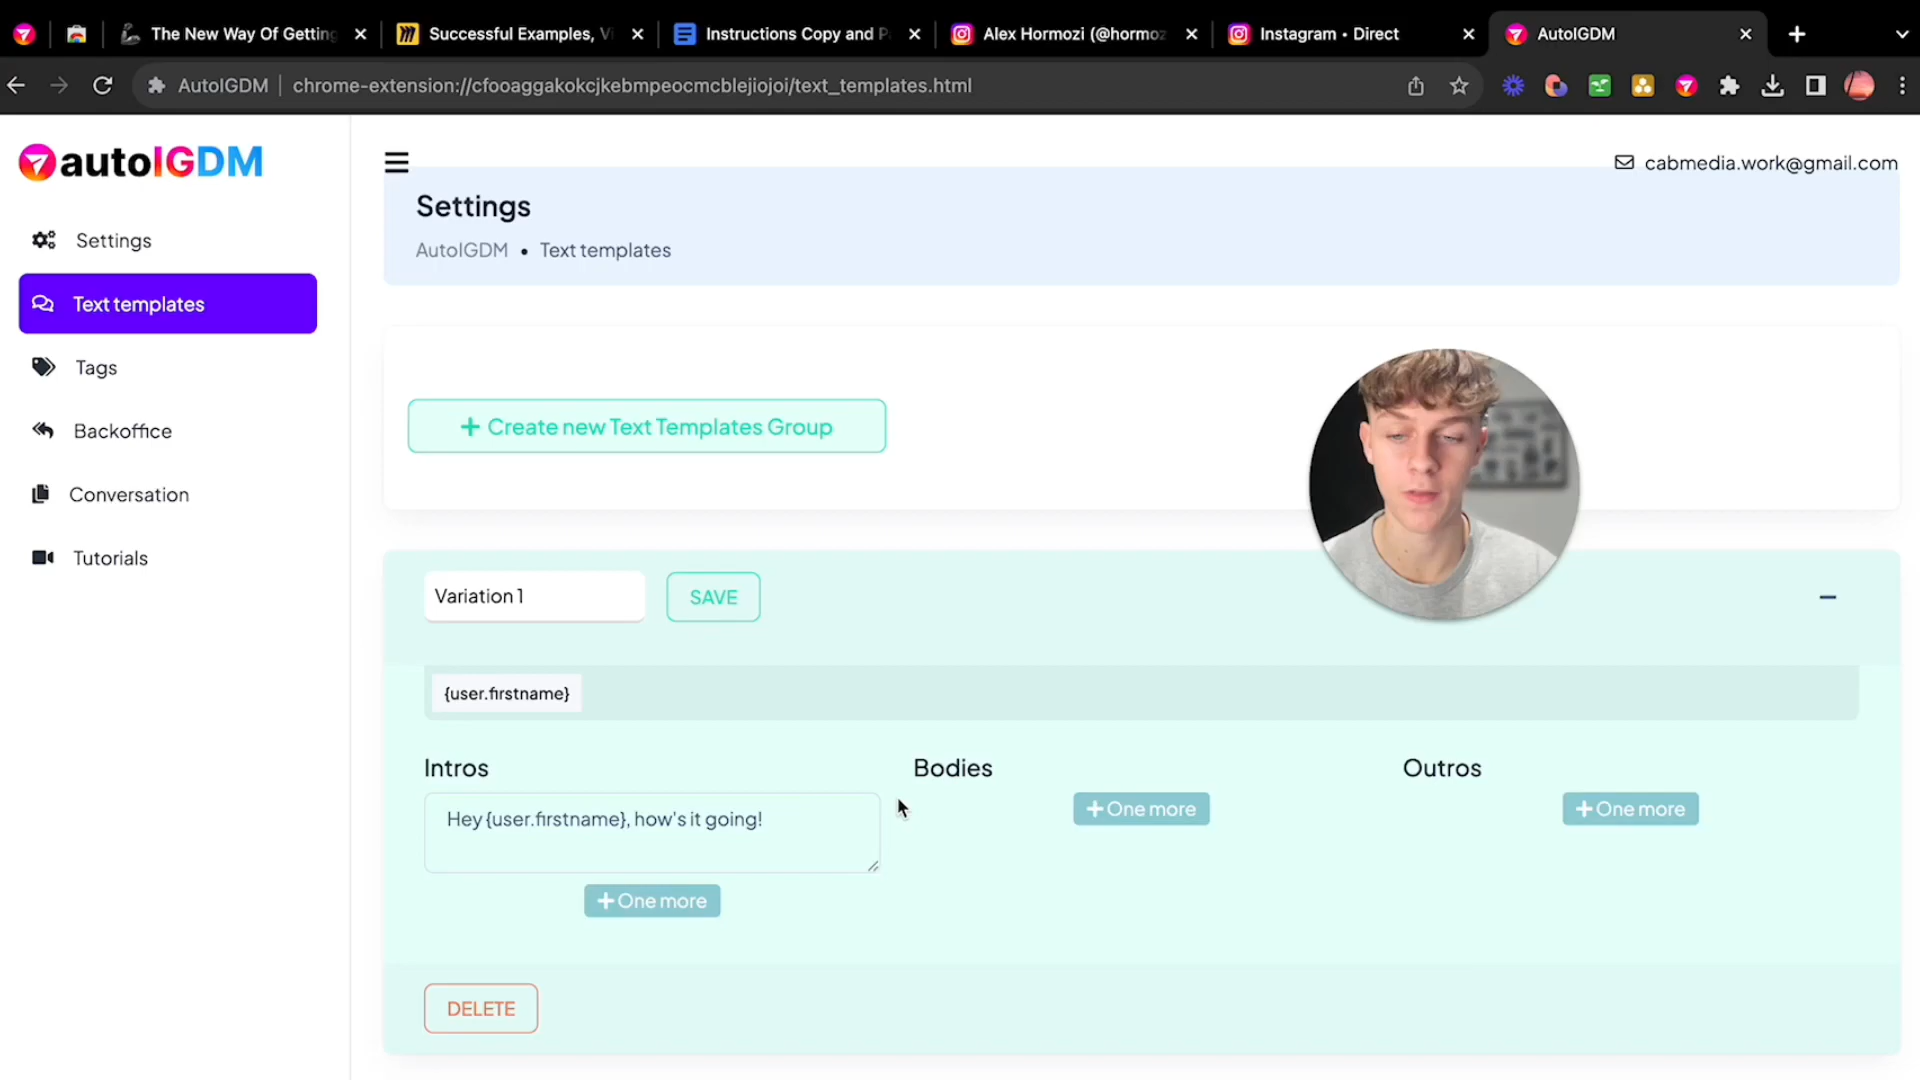 The New Way Of Getting
Successful Examples, Vi
Instructions Copy and P
Alex Hormozi (@hormoz
Instagram • Direct
AutoIGDM
AutoIGDM
chrome-extension://cfooaggakokcjkebmpeocmcblejiojoi/text_templates.html
autoIGDM
cabmedia.work@gmail.com
Settings
AutoIGDM • Text templates
Settings
Text templates
Tags
Backoffice
Conversation
Tutorials
+ Create new Text Templates Group
Variation 1
SAVE
{user.firstname}
Intros
Bodies
Outros
Hey {user.firstname}, how's it going!
+ One more
+ One more
+ One more
DELETE